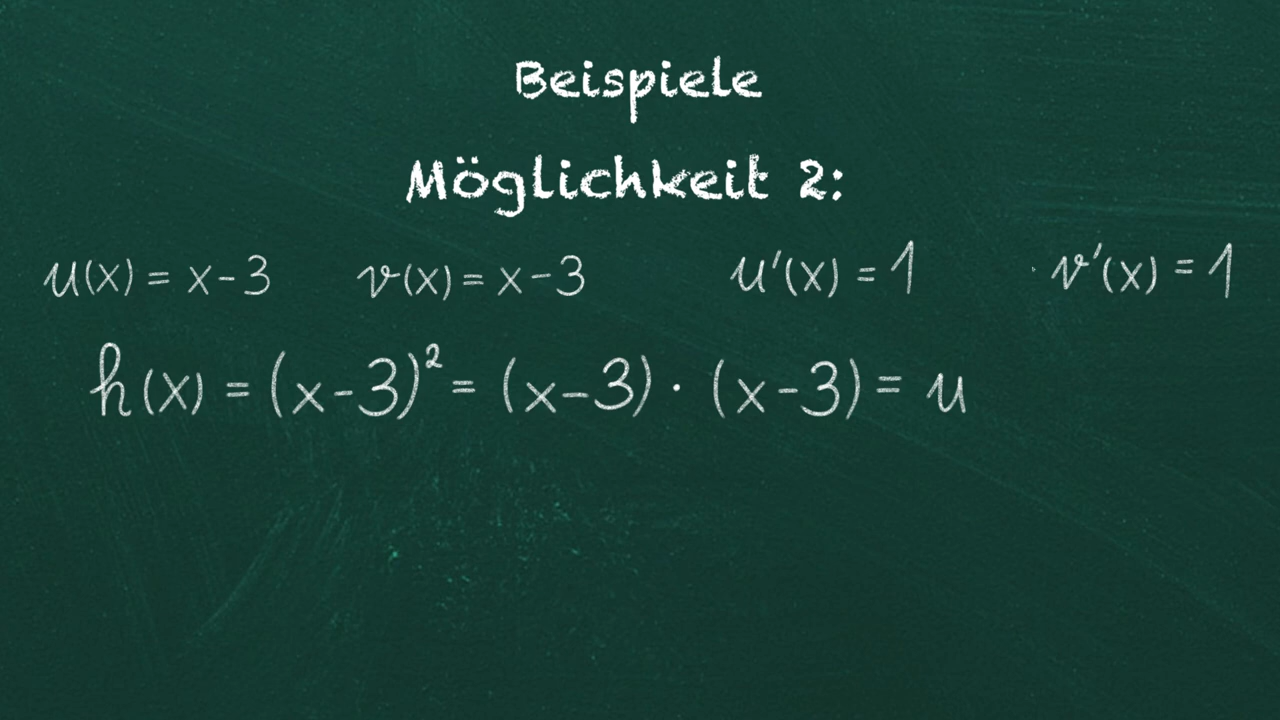 Beispiele
Möglichkeit 2:
u(x) = x-3 v(x) = x-3 u'(x) = 1 v'(x) = 1
h(x) = (x-3)² = (x-3) · (x-3) = u